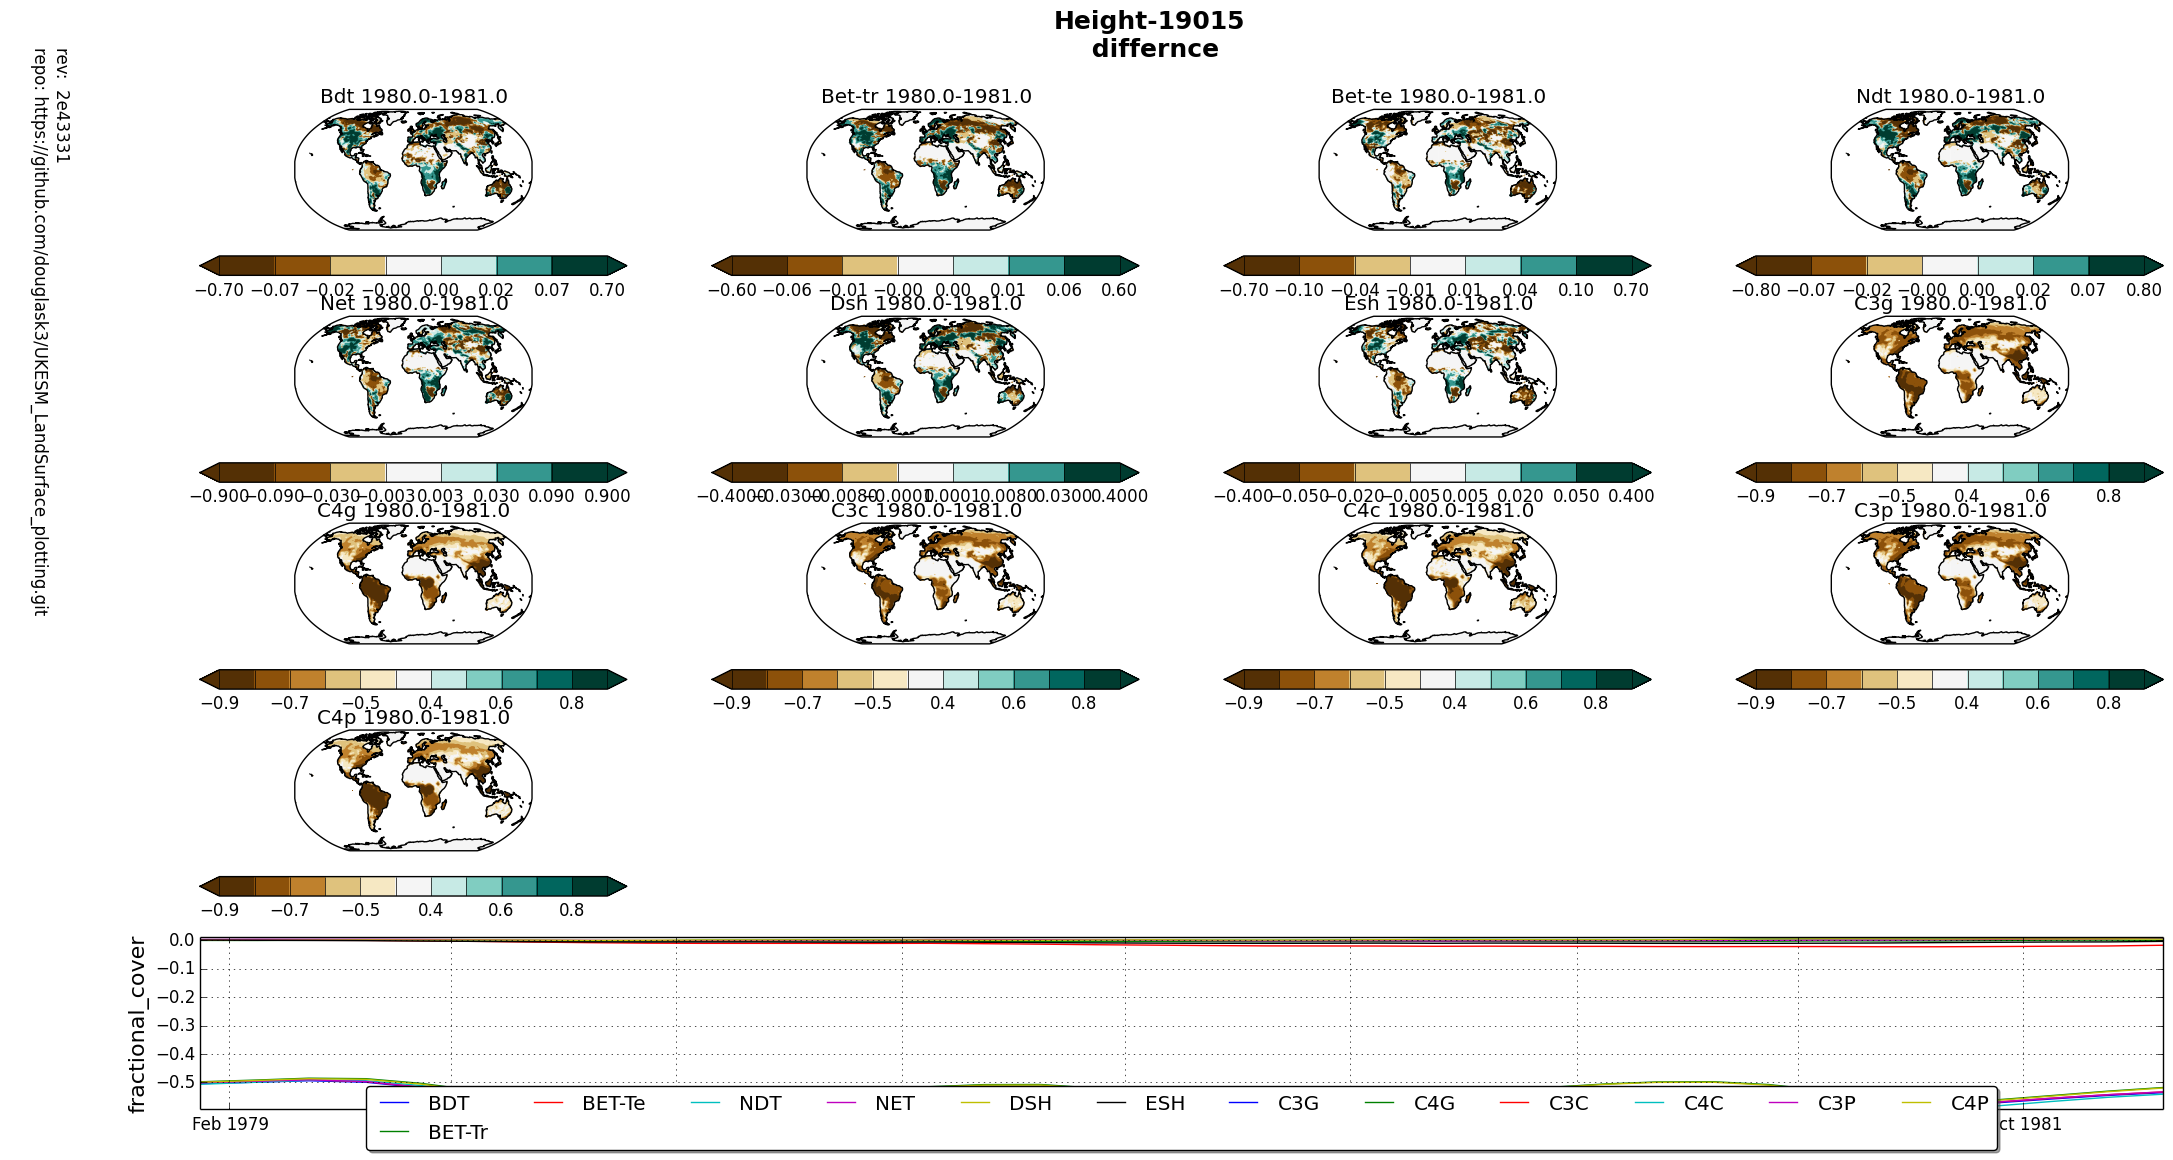 Height-19015
differnce
rev: 2e43331
repo: https://github.com/douglask3/UKESM_LandSurface_plotting.git
Bdt 1980.0-1981.0
Bet-tr 1980.0-1981.0
Bet-te 1980.0-1981.0
Ndt 1980.0-1981.0
−0.70 −0.07 −0.02 −0.00 0.00 0.02 0.07 0.70
−0.60 −0.06 −0.01 −0.00 0.00 0.01 0.06 0.60
−0.70 −0.10 −0.04 −0.01 0.01 0.04 0.10 0.70
−0.80 −0.07 −0.02 −0.00 0.00 0.02 0.07 0.80
Net 1980.0-1981.0
Dsh 1980.0-1981.0
Esh 1980.0-1981.0
C3g 1980.0-1981.0
−0.900 −0.090 −0.030 −0.003 0.003 0.030 0.090 0.900
−0.4000 −0.0300 −0.0080 −0.0001 0.0001 0.0080 0.0300 0.4000
−0.400 −0.050 −0.020 −0.005 0.005 0.020 0.050 0.400
−0.9 −0.7 −0.5 0.4 0.6 0.8
C4g 1980.0-1981.0
C3c 1980.0-1981.0
C4c 1980.0-1981.0
C3p 1980.0-1981.0
−0.9 −0.7 −0.5 0.4 0.6 0.8
−0.9 −0.7 −0.5 0.4 0.6 0.8
−0.9 −0.7 −0.5 0.4 0.6 0.8
−0.9 −0.7 −0.5 0.4 0.6 0.8
C4p 1980.0-1981.0
−0.9 −0.7 −0.5 0.4 0.6 0.8
fractional_cover
0.0
−0.1
−0.2
−0.3
−0.4
−0.5
Feb 1979
ct 1981
BDT BET-Te NDT NET DSH ESH C3G C4G C3C C4C C3P C4P
BET-Tr